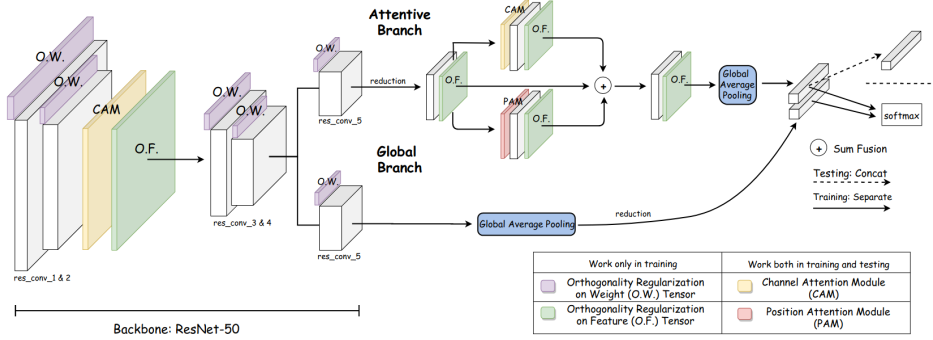 Attentive
Branch
CAM
O.F.
O.W.
O.W.
O.W.
CAM
O.F.
O.W.
O.W.
res_conv_5
reduction
O.F.
PAM
O.F.
+
O.F.
Global
Average
Pooling
softmax
Global
Branch
O.W.
res_conv_1 & 2
res_conv_3 & 4
res_conv_5
Global Average Pooling
reduction
+ Sum Fusion
Testing: Concat
Training: Separate
Backbone: ResNet-50
Work only in training
Work both in training and testing
Orthogonality Regularization
on Weight (O.W.) Tensor
Channel Attention Module
(CAM)
Orthogonality Regularization
on Feature (O.F.) Tensor
Position Attention Module
(PAM)